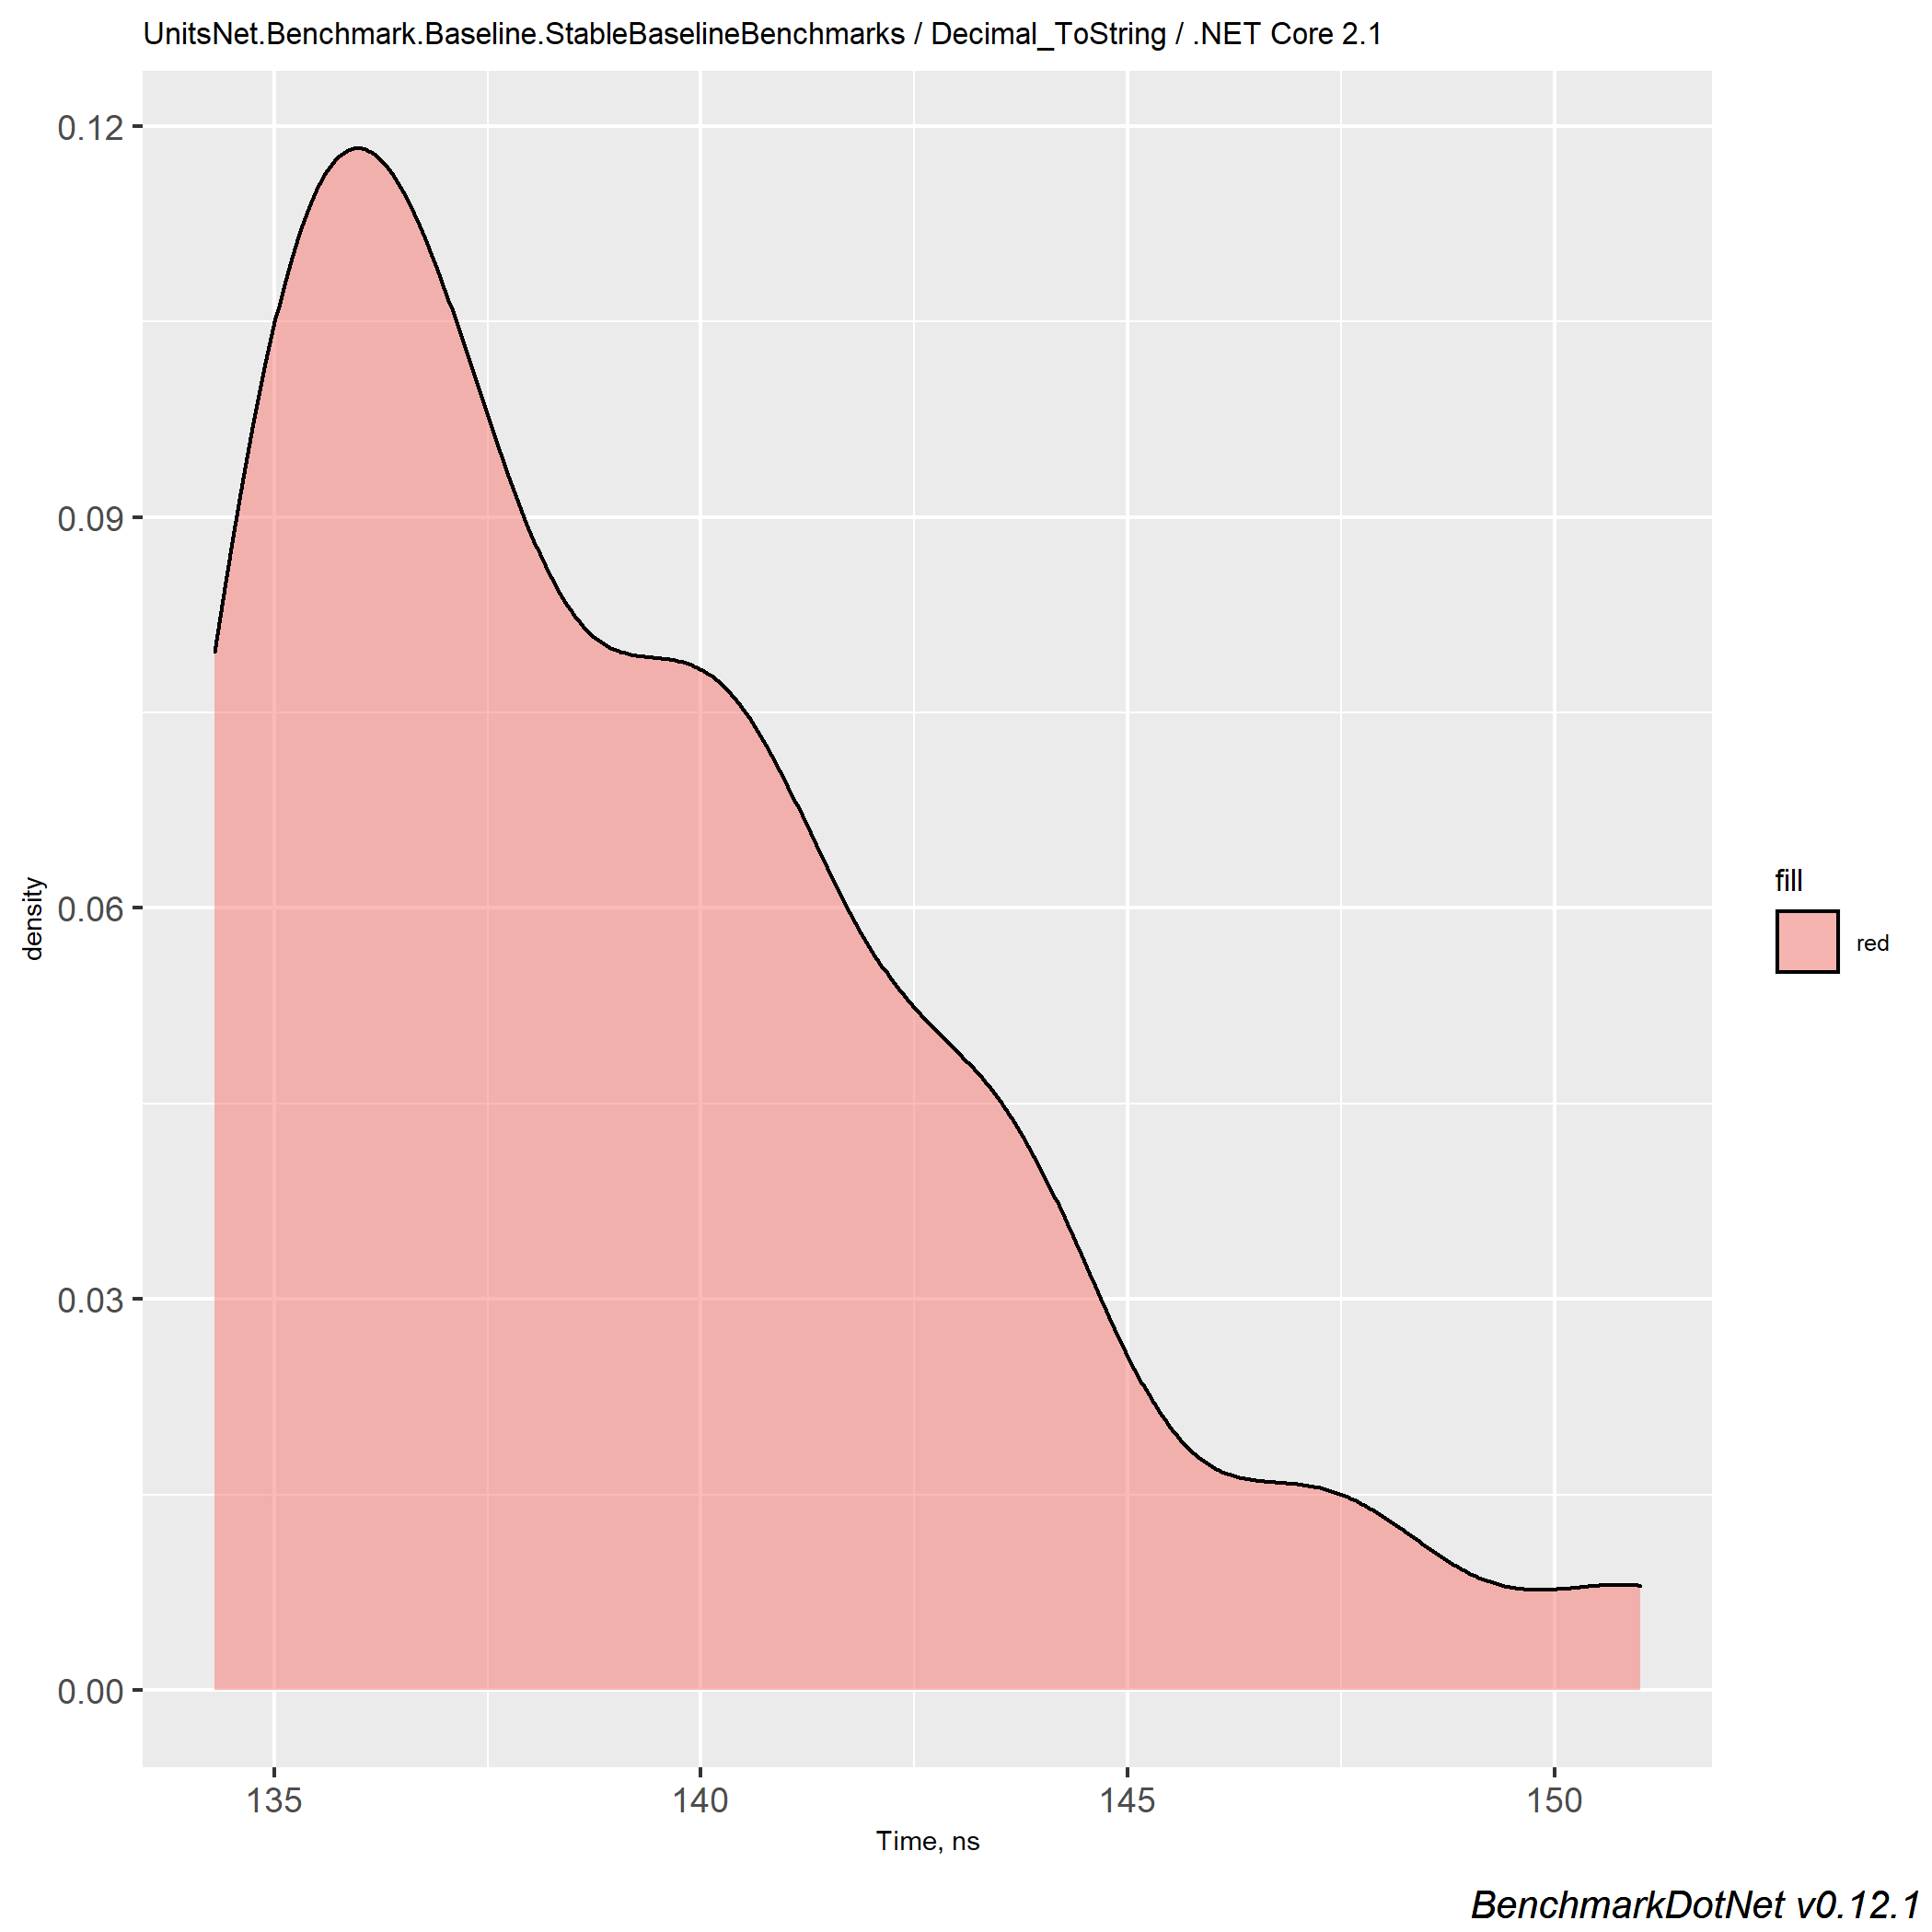 UnitsNet.Benchmark.Baseline.StableBaselineBenchmarks / Decimal_ToString / .NET Core 2.1
0.12
0.09
0.06
0.03
0.00
density
135 140 145 150
Time, ns
fill
red
BenchmarkDotNet v0.12.1